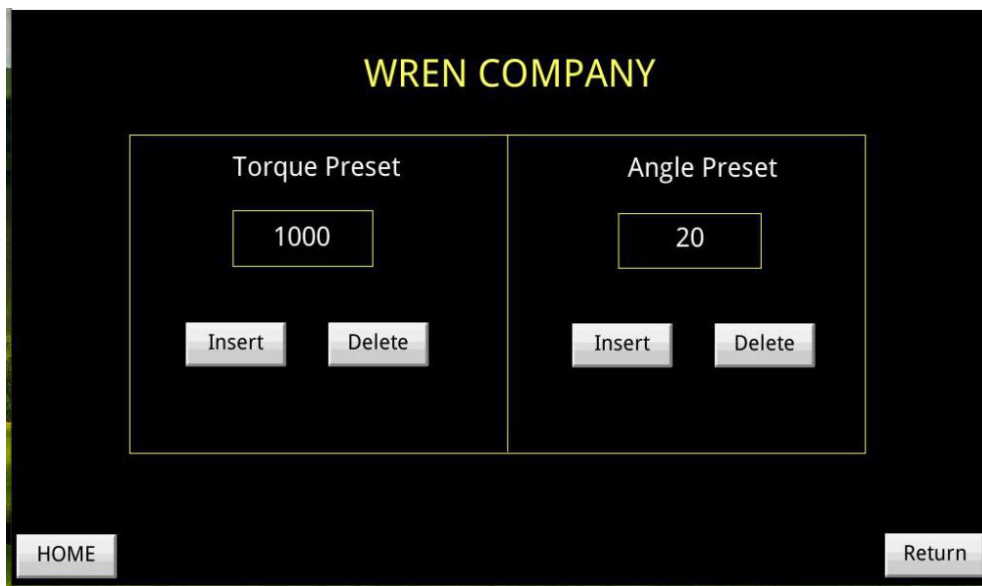 WREN COMPANY
Torque Preset
1000
Insert
Delete
Angle Preset
20
Insert
Delete
HOME
Return